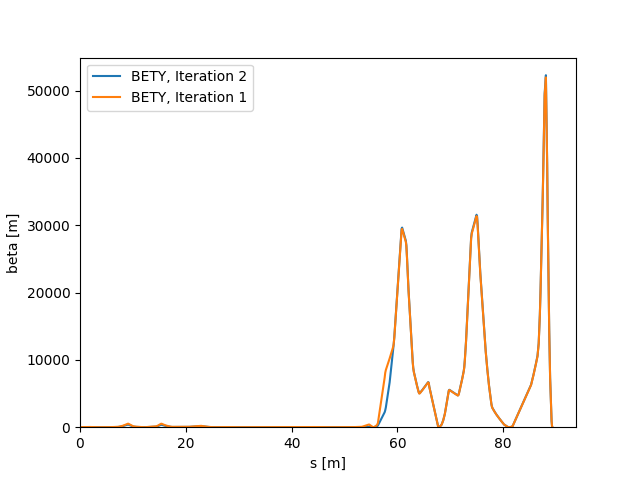 BETY, Iteration 2
BETY, Iteration 1
50000
40000
30000
20000
10000
0
beta [m]
0 20 40 60 80
s [m]